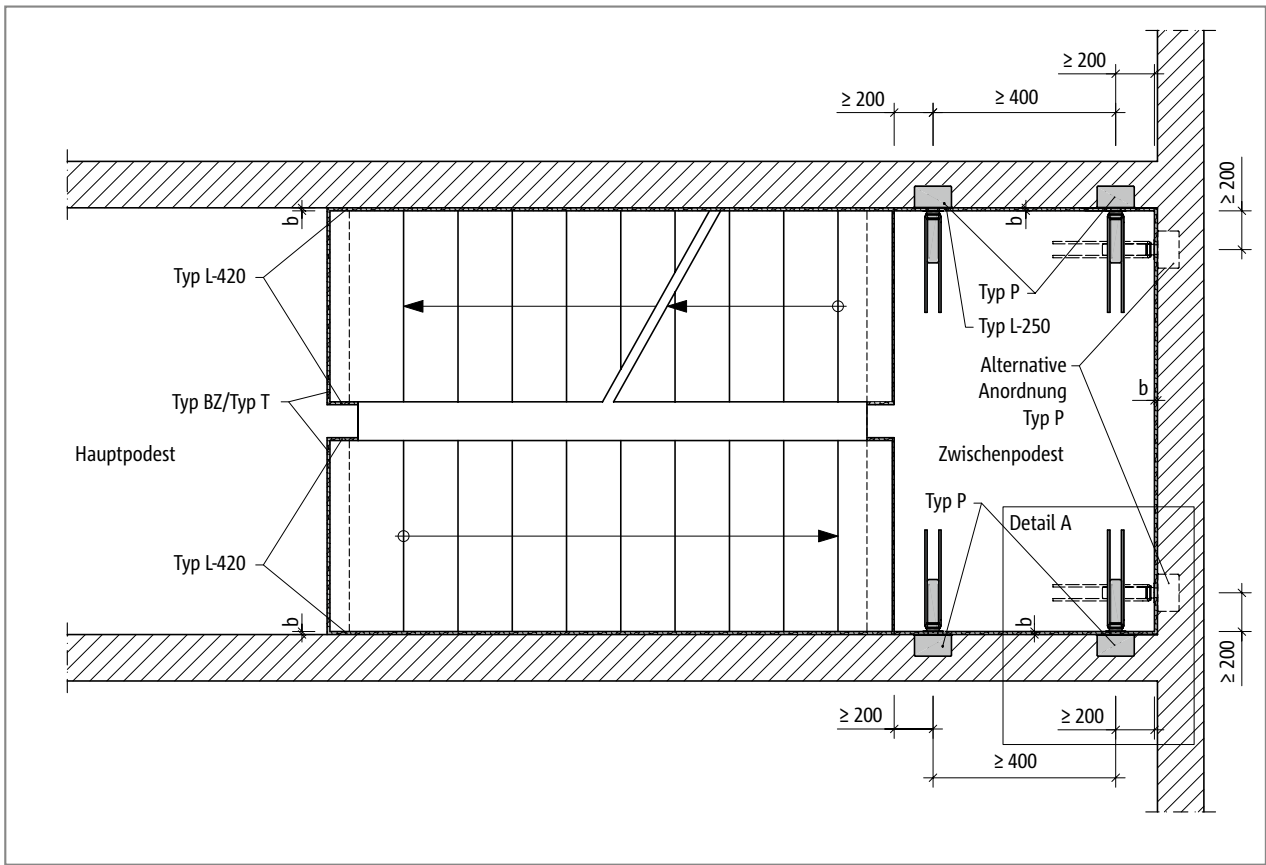 ≥ 200
≥ 200
≥ 400
≥ 200
b
b
Typ L-420
Typ P
Typ L-250
Alternative
Anordnung
Typ P
b
Typ BZ/Typ T
Hauptpodest
Zwischenpodest
Typ P
Detail A
Typ L-420
b
b
≥ 200
≥ 200
≥ 200
≥ 400